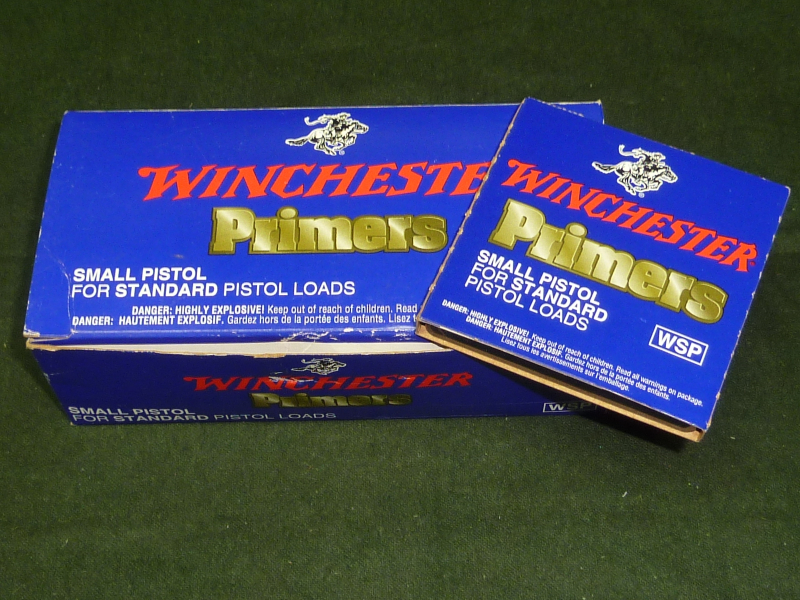 WINCHESTE
Primers
SMALL PISTOL
FOR STANDARD PISTOL LOADS
DANGER: HIGHLY EXPLOSIVE! Keep out of reach of children. Read
DANGER: HAUTEMENT EXPLOSIF. Gardez hors de la portée des enfants. Lisez
WINCHESTER
Primers
SMALL PISTOL
FOR STANDARD PISTOL LOADS
WSP
WINCHESTER
Primers
SMALL PISTOL
FOR STANDARD
PISTOL LOADS
WSP
DANGER: HIGHLY EXPLOSIVE! Keep out of reach of children. Read all warnings on package.
DANGER: HAUTEMENT EXPLOSIF. Gardez hors de la portée des enfants.
Lisez tous les avertissements sur l'emballage.